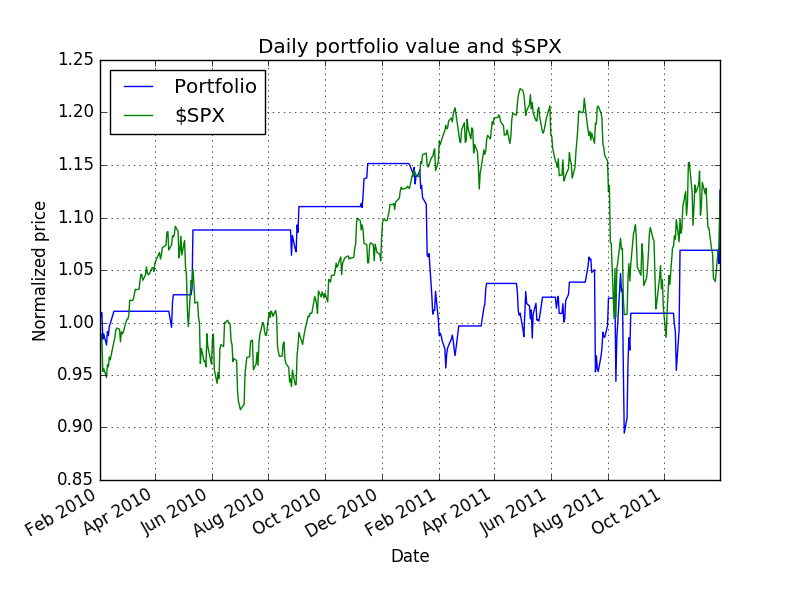 Daily portfolio value and $SPX
Portfolio
$SPX
Normalized price
1.25
1.20
1.15
1.10
1.05
1.00
0.95
0.90
0.85
Feb 2010
Apr 2010
Jun 2010
Aug 2010
Oct 2010
Dec 2010
Feb 2011
Apr 2011
Jun 2011
Aug 2011
Oct 2011
Date